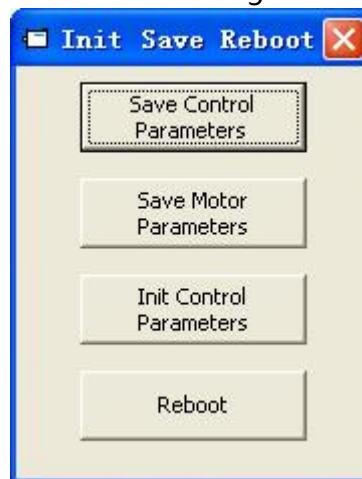 Init Save Reboot
Save Control
Parameters
Save Motor
Parameters
Init Control
Parameters
Reboot